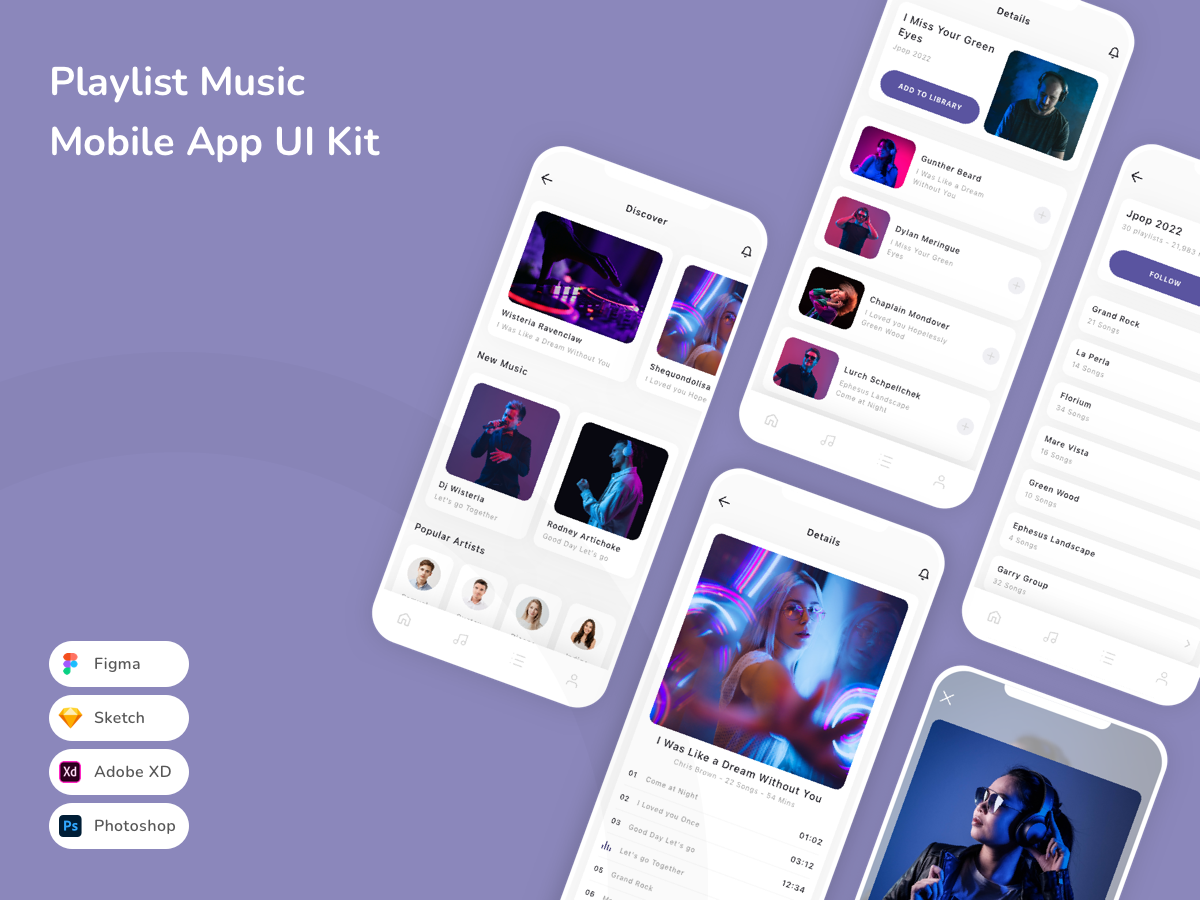 Playlist Music
Mobile App UI Kit
Figma
Sketch
Xd
Adobe XD
Ps
Photoshop
Discover
Wisteria Ravenclaw
I Was Like a Dream Without You
Shequondolisa
I Loved you Hope
New Music
Dj Wisteria
Let's go Together
Rodney Artichoke
Good Day Let's go
Popular Artists
Details
I Miss Your Green
Eyes
Jpop 2022
ADD TO LIBRARY
Gunther Beard
I Was Like a Dream
Without You
Dylan Meringue
I Miss Your Green
Eyes
Chaplain Mondover
I Loved you Hopelessly
Green Wood
Lurch Schpellchek
Ephesus Landscape
Come at Night
Details
I Was Like a Dream Without You
Chris Brown - 22 Songs - 54 Mins
01 Come at Night 01:02
02 I Loved you Once 03:12
03 Good Day Let's go 12:34
Let's go Together
05 Grand Rock
06
Jpop 2022
30 playlists - 21,983
FOLLOW
Grand Rock
21 Songs
La Perla
14 Songs
Florium
34 Songs
Mare Vista
16 Songs
Green Wood
10 Songs
Ephesus Landscape
4 Songs
Garry Group
32 Songs